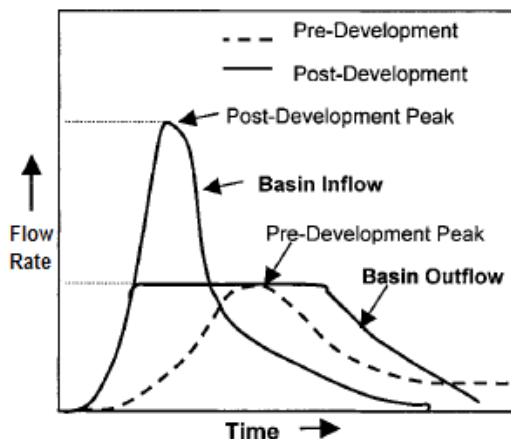 Pre-Development
Post-Development
Post-Development Peak
Basin Inflow
Pre-Development Peak
Flow
Rate
Basin Outflow
Time